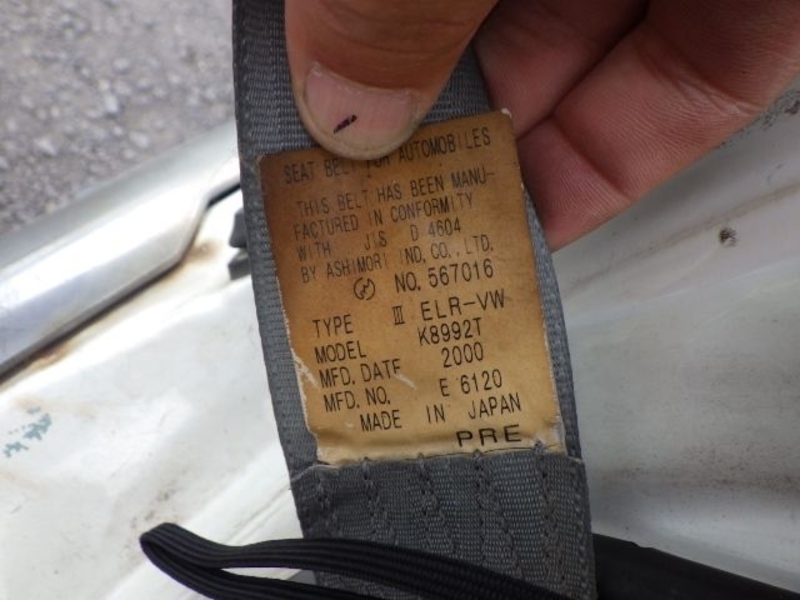 SEAT BELT FOR AUTOMOBILES
THIS BELT HAS BEEN MANU-
FACTURED IN CONFORMITY
WITH JIS D 4604
BY ASHIMORI IND. CO., LTD.
NO. 567016
TYPE III ELR-VW
MODEL K8992T
MFD. DATE 2000
MFD. NO. E 6120
MADE IN JAPAN
PRE